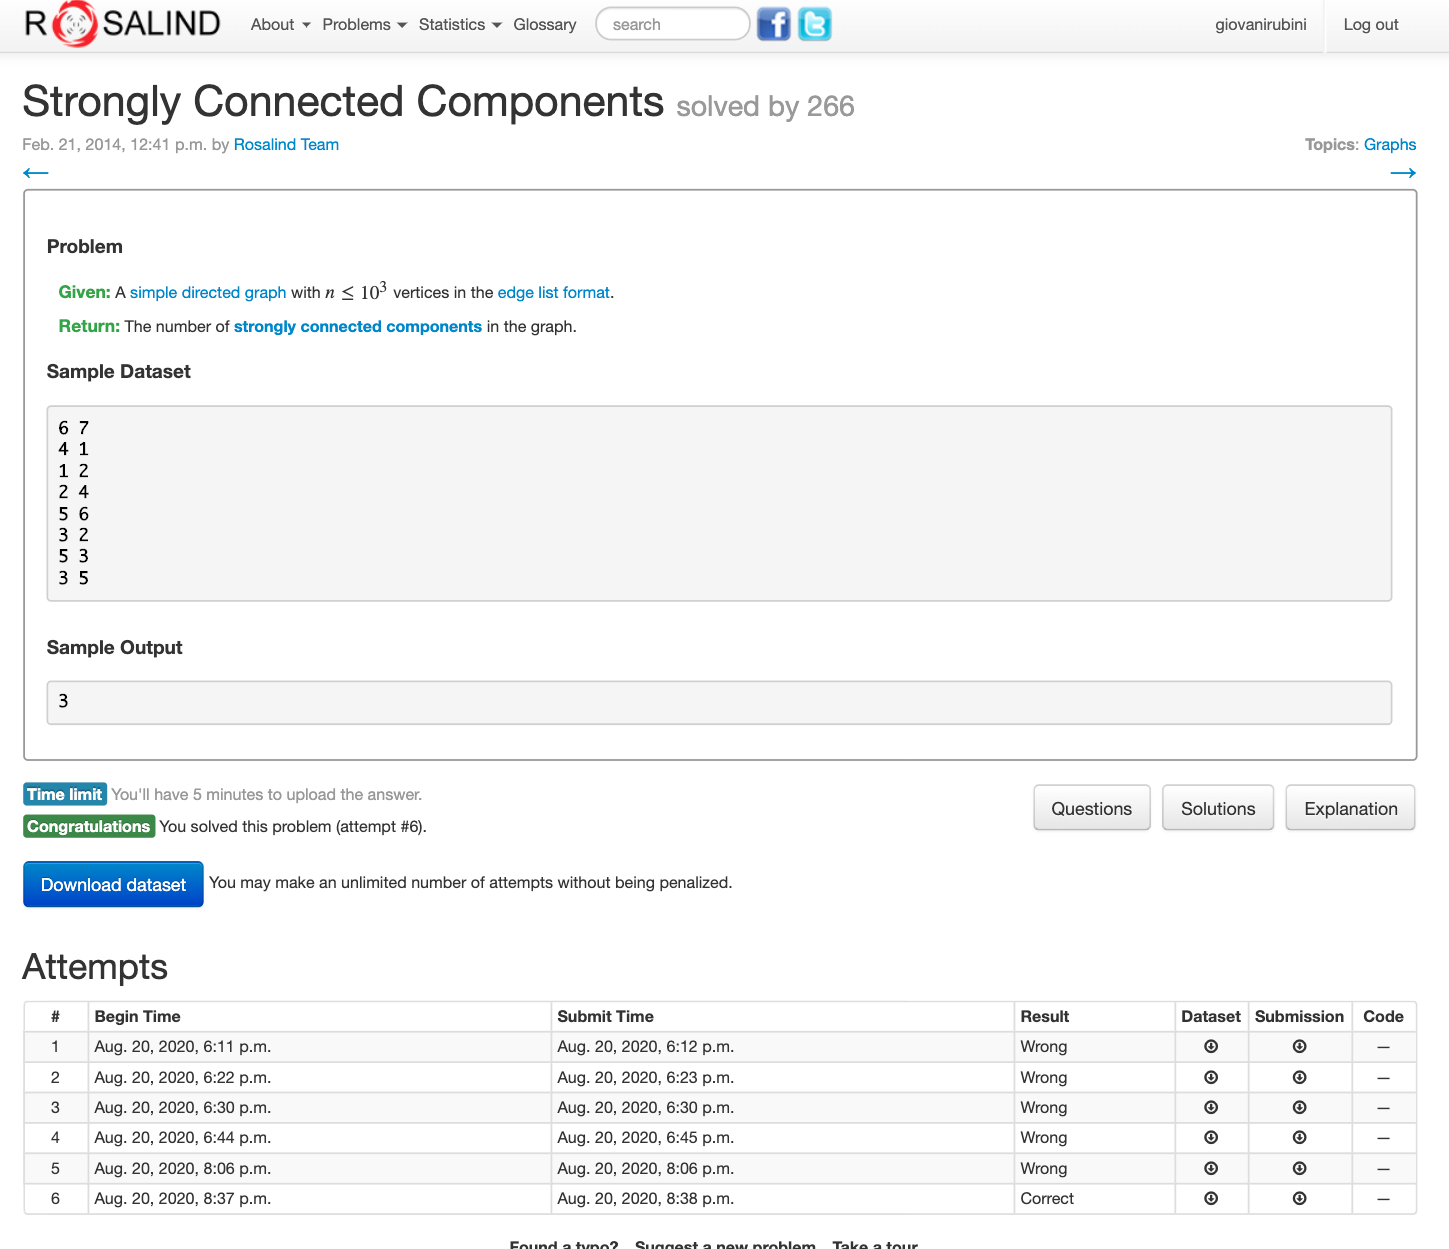 ROSALIND About Problems Statistics Glossary search giovanirubini Log out
Strongly Connected Components solved by 266
Feb. 21, 2014, 12:41 p.m. by Rosalind Team Topics: Graphs
← →
Problem
Given: A simple directed graph with n ≤ 10³ vertices in the edge list format.
Return: The number of strongly connected components in the graph.
Sample Dataset
6 7
4 1
1 2
2 4
5 6
3 2
5 3
3 5
Sample Output
3
Time limit You'll have 5 minutes to upload the answer.
Congratulations You solved this problem (attempt #6).
Questions Solutions Explanation
Download dataset You may make an unlimited number of attempts without being penalized.
Attempts
# Begin Time Submit Time Result Dataset Submission Code
1 Aug. 20, 2020, 6:11 p.m. Aug. 20, 2020, 6:12 p.m. Wrong —
2 Aug. 20, 2020, 6:22 p.m. Aug. 20, 2020, 6:23 p.m. Wrong —
3 Aug. 20, 2020, 6:30 p.m. Aug. 20, 2020, 6:30 p.m. Wrong —
4 Aug. 20, 2020, 6:44 p.m. Aug. 20, 2020, 6:45 p.m. Wrong —
5 Aug. 20, 2020, 8:06 p.m. Aug. 20, 2020, 8:06 p.m. Wrong —
6 Aug. 20, 2020, 8:37 p.m. Aug. 20, 2020, 8:38 p.m. Correct —
Found a typo? Suggest a new problem Take a tour